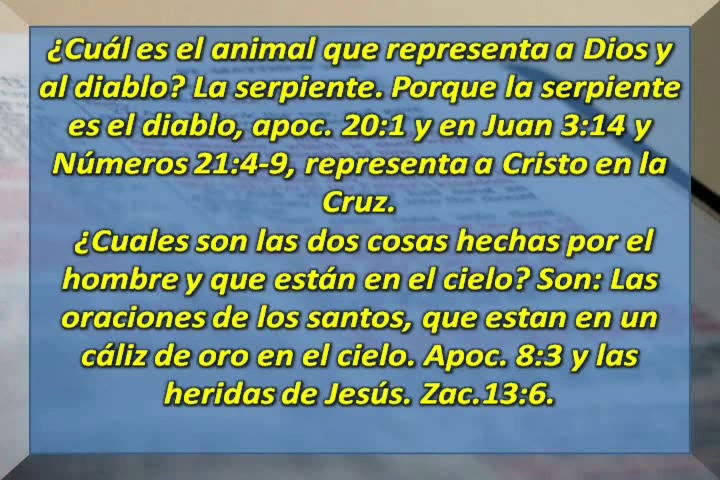 ¿Cuál es el animal que representa a Dios y
al diablo? La serpiente. Porque la serpiente
es el diablo, apoc. 20:1 y en Juan 3:14 y
Números 21:4-9, representa a Cristo en la
Cruz.
¿Cuales son las dos cosas hechas por el
hombre y que están en el cielo? Son: Las
oraciones de los santos, que estan en un
cáliz de oro en el cielo. Apoc. 8:3 y las
heridas de Jesús. Zac.13:6.